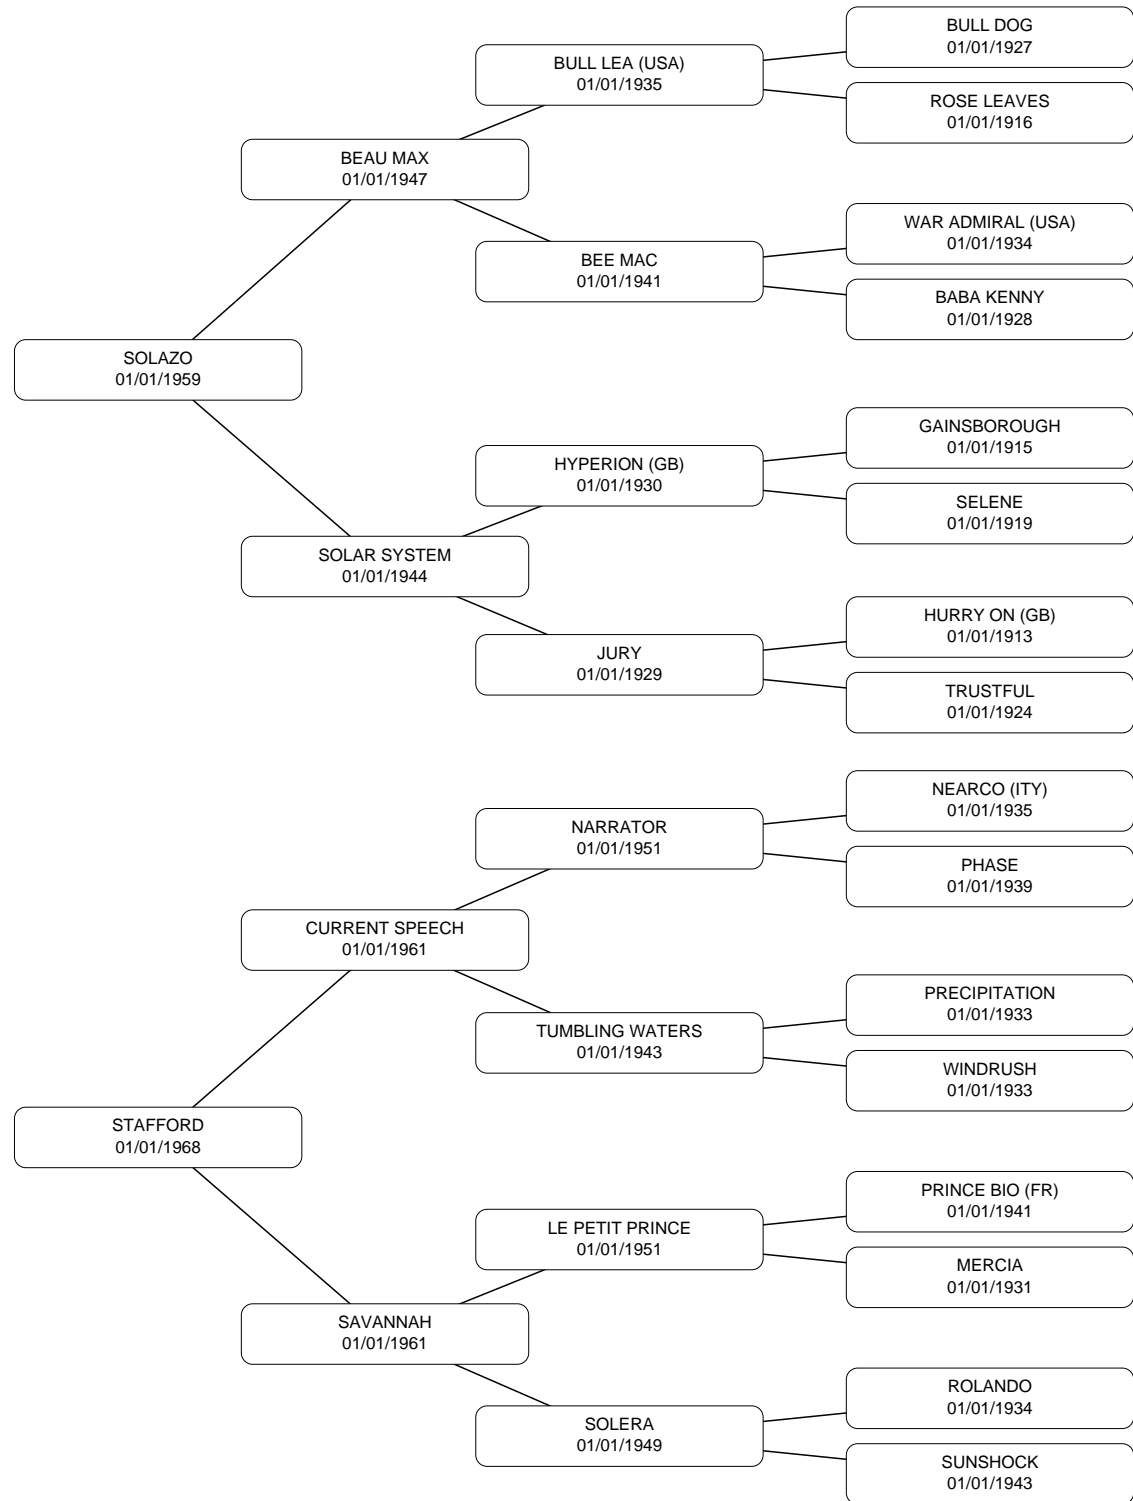 BULL DOG
01/01/1927
BULL LEA (USA)
01/01/1935
ROSE LEAVES
01/01/1916
BEAU MAX
01/01/1947
WAR ADMIRAL (USA)
01/01/1934
BEE MAC
01/01/1941
BABA KENNY
01/01/1928
SOLAZO
01/01/1959
GAINSBOROUGH
01/01/1915
HYPERION (GB)
01/01/1930
SELENE
01/01/1919
SOLAR SYSTEM
01/01/1944
HURRY ON (GB)
01/01/1913
JURY
01/01/1929
TRUSTFUL
01/01/1924
NEARCO (ITY)
01/01/1935
NARRATOR
01/01/1951
PHASE
01/01/1939
CURRENT SPEECH
01/01/1961
PRECIPITATION
01/01/1933
TUMBLING WATERS
01/01/1943
WINDRUSH
01/01/1933
STAFFORD
01/01/1968
PRINCE BIO (FR)
01/01/1941
LE PETIT PRINCE
01/01/1951
MERCIA
01/01/1931
SAVANNAH
01/01/1961
ROLANDO
01/01/1934
SOLERA
01/01/1949
SUNSHOCK
01/01/1943